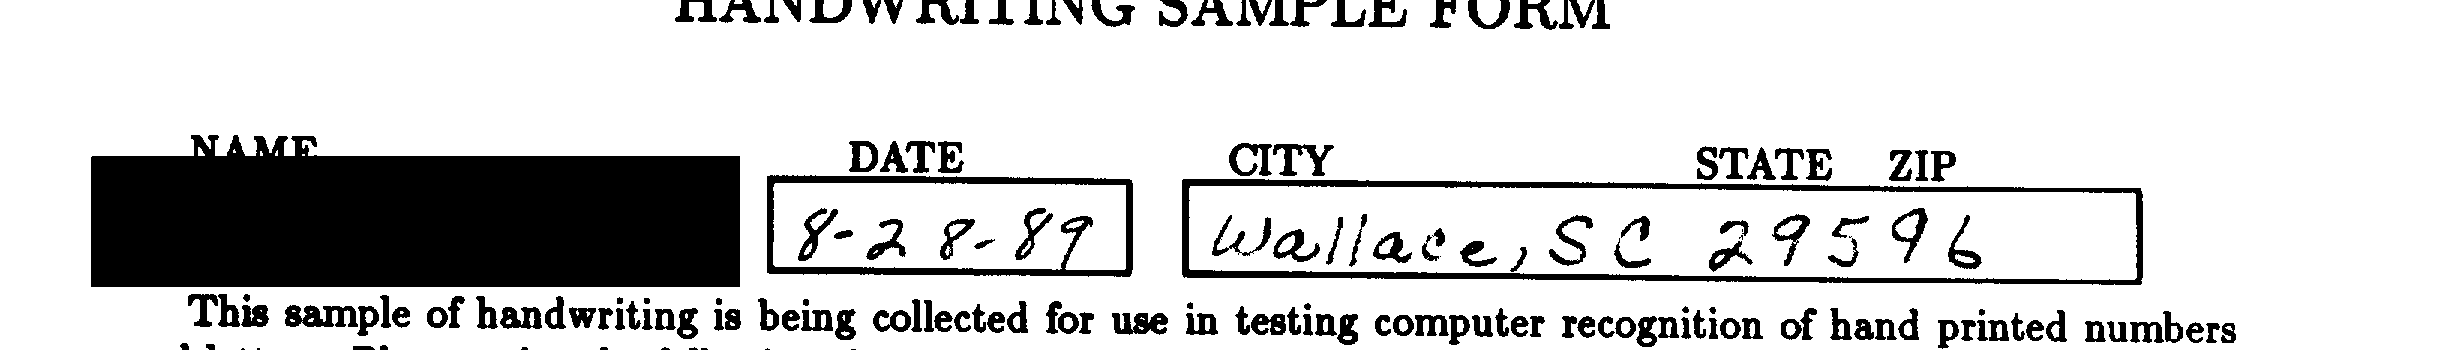 HANDWRITING SAMPLE FORM
NAME DATE CITY STATE ZIP
8-28-89 Wallace, SC 29596
This sample of handwriting is being collected for use in testing computer recognition of hand printed numbers